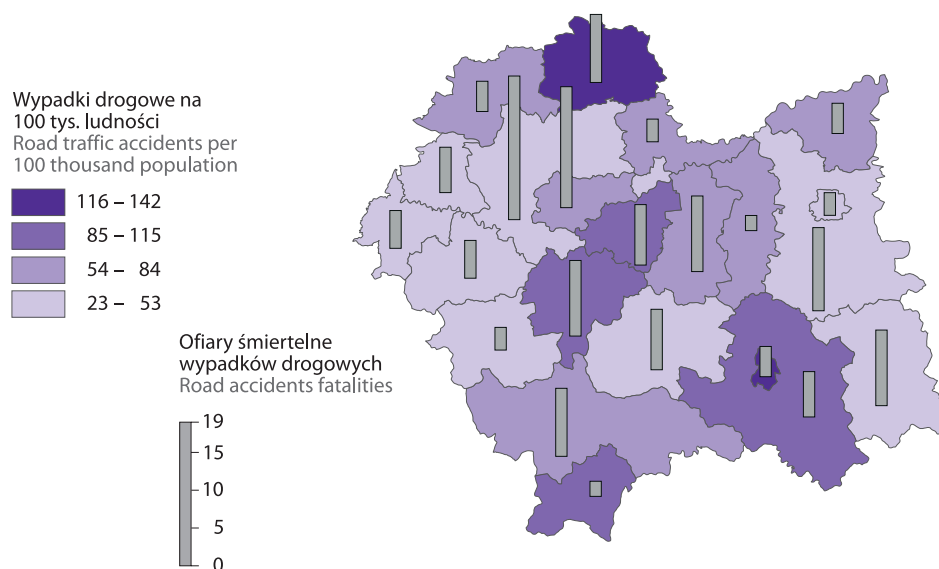 Wypadki drogowe na
100 tys. ludności
Road traffic accidents per
100 thousand population
116 – 142
85 – 115
54 – 84
23 – 53
Ofiary śmiertelne
wypadków drogowych
Road accidents fatalities
19
15
10
5
0